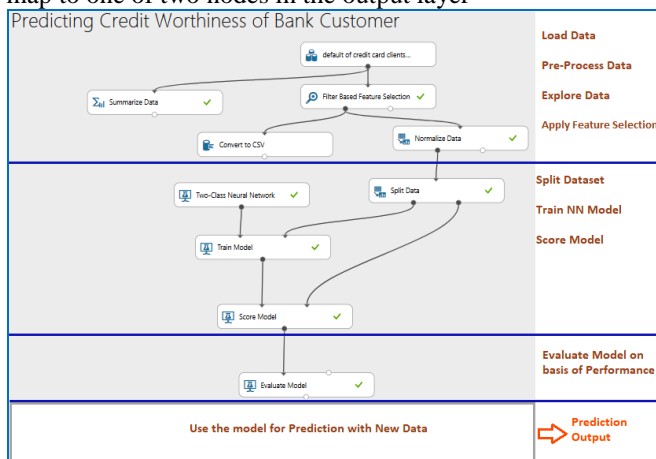 map to one of two nodes in the output layer
Predicting Credit Worthiness of Bank Customer
default of credit card clients...
Summarize Data
Filter Based Feature Selection
Convert to CSV
Normalize Data
Load Data
Pre-Process Data
Explore Data
Apply Feature Selection
Two-Class Neural Network
Split Data
Train Model
Score Model
Split Dataset
Train NN Model
Score Model
Evaluate Model
Evaluate Model on
basis of Performance
Use the model for Prediction with New Data
Prediction
Output